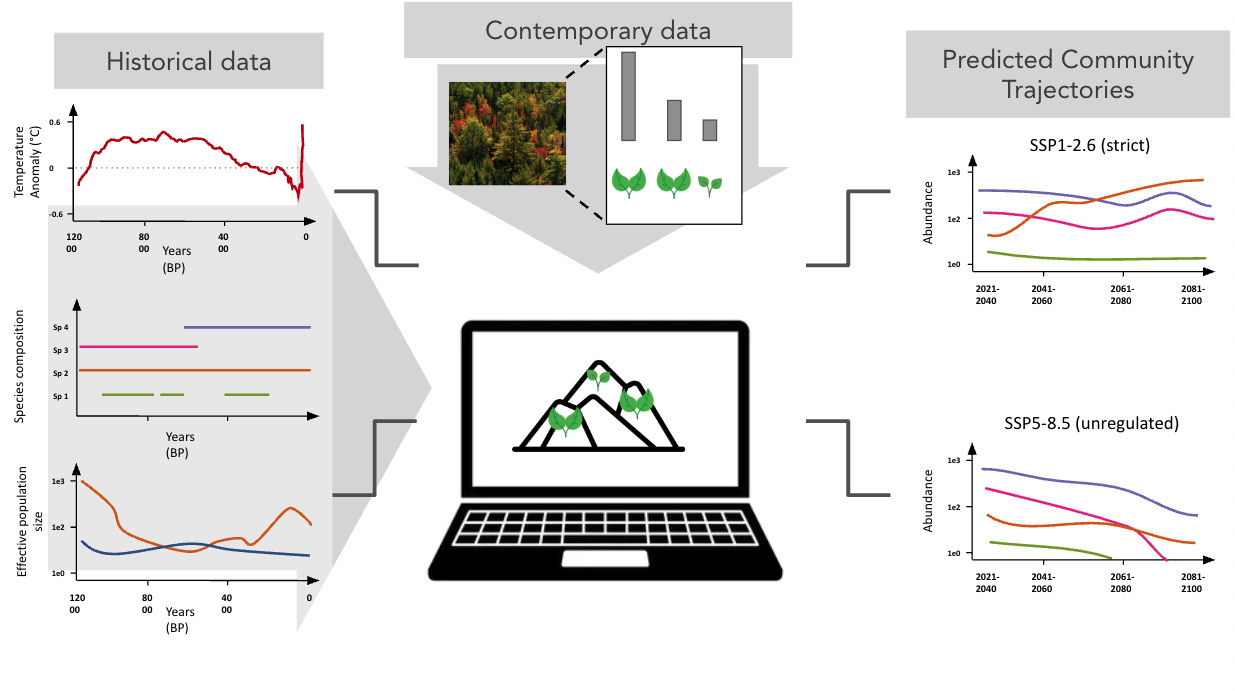 Historical data
Temperature
Anomaly (°C)
0.6
0
-0.6
120
00
80
00
40
00
0
Years
(BP)
Species composition
Sp 4
Sp 3
Sp 2
Sp 1
Years
(BP)
Effective population
size
1e3
1e2
1e0
120
00
80
00
40
00
0
Years
(BP)
Contemporary data
Predicted Community
Trajectories
SSP1-2.6 (strict)
Abundance
1e3
1e2
1e0
2021-
2040
2041-
2060
2061-
2080
2081-
2100
SSP5-8.5 (unregulated)
Abundance
1e3
1e2
1e0
2021-
2040
2041-
2060
2061-
2080
2081-
2100